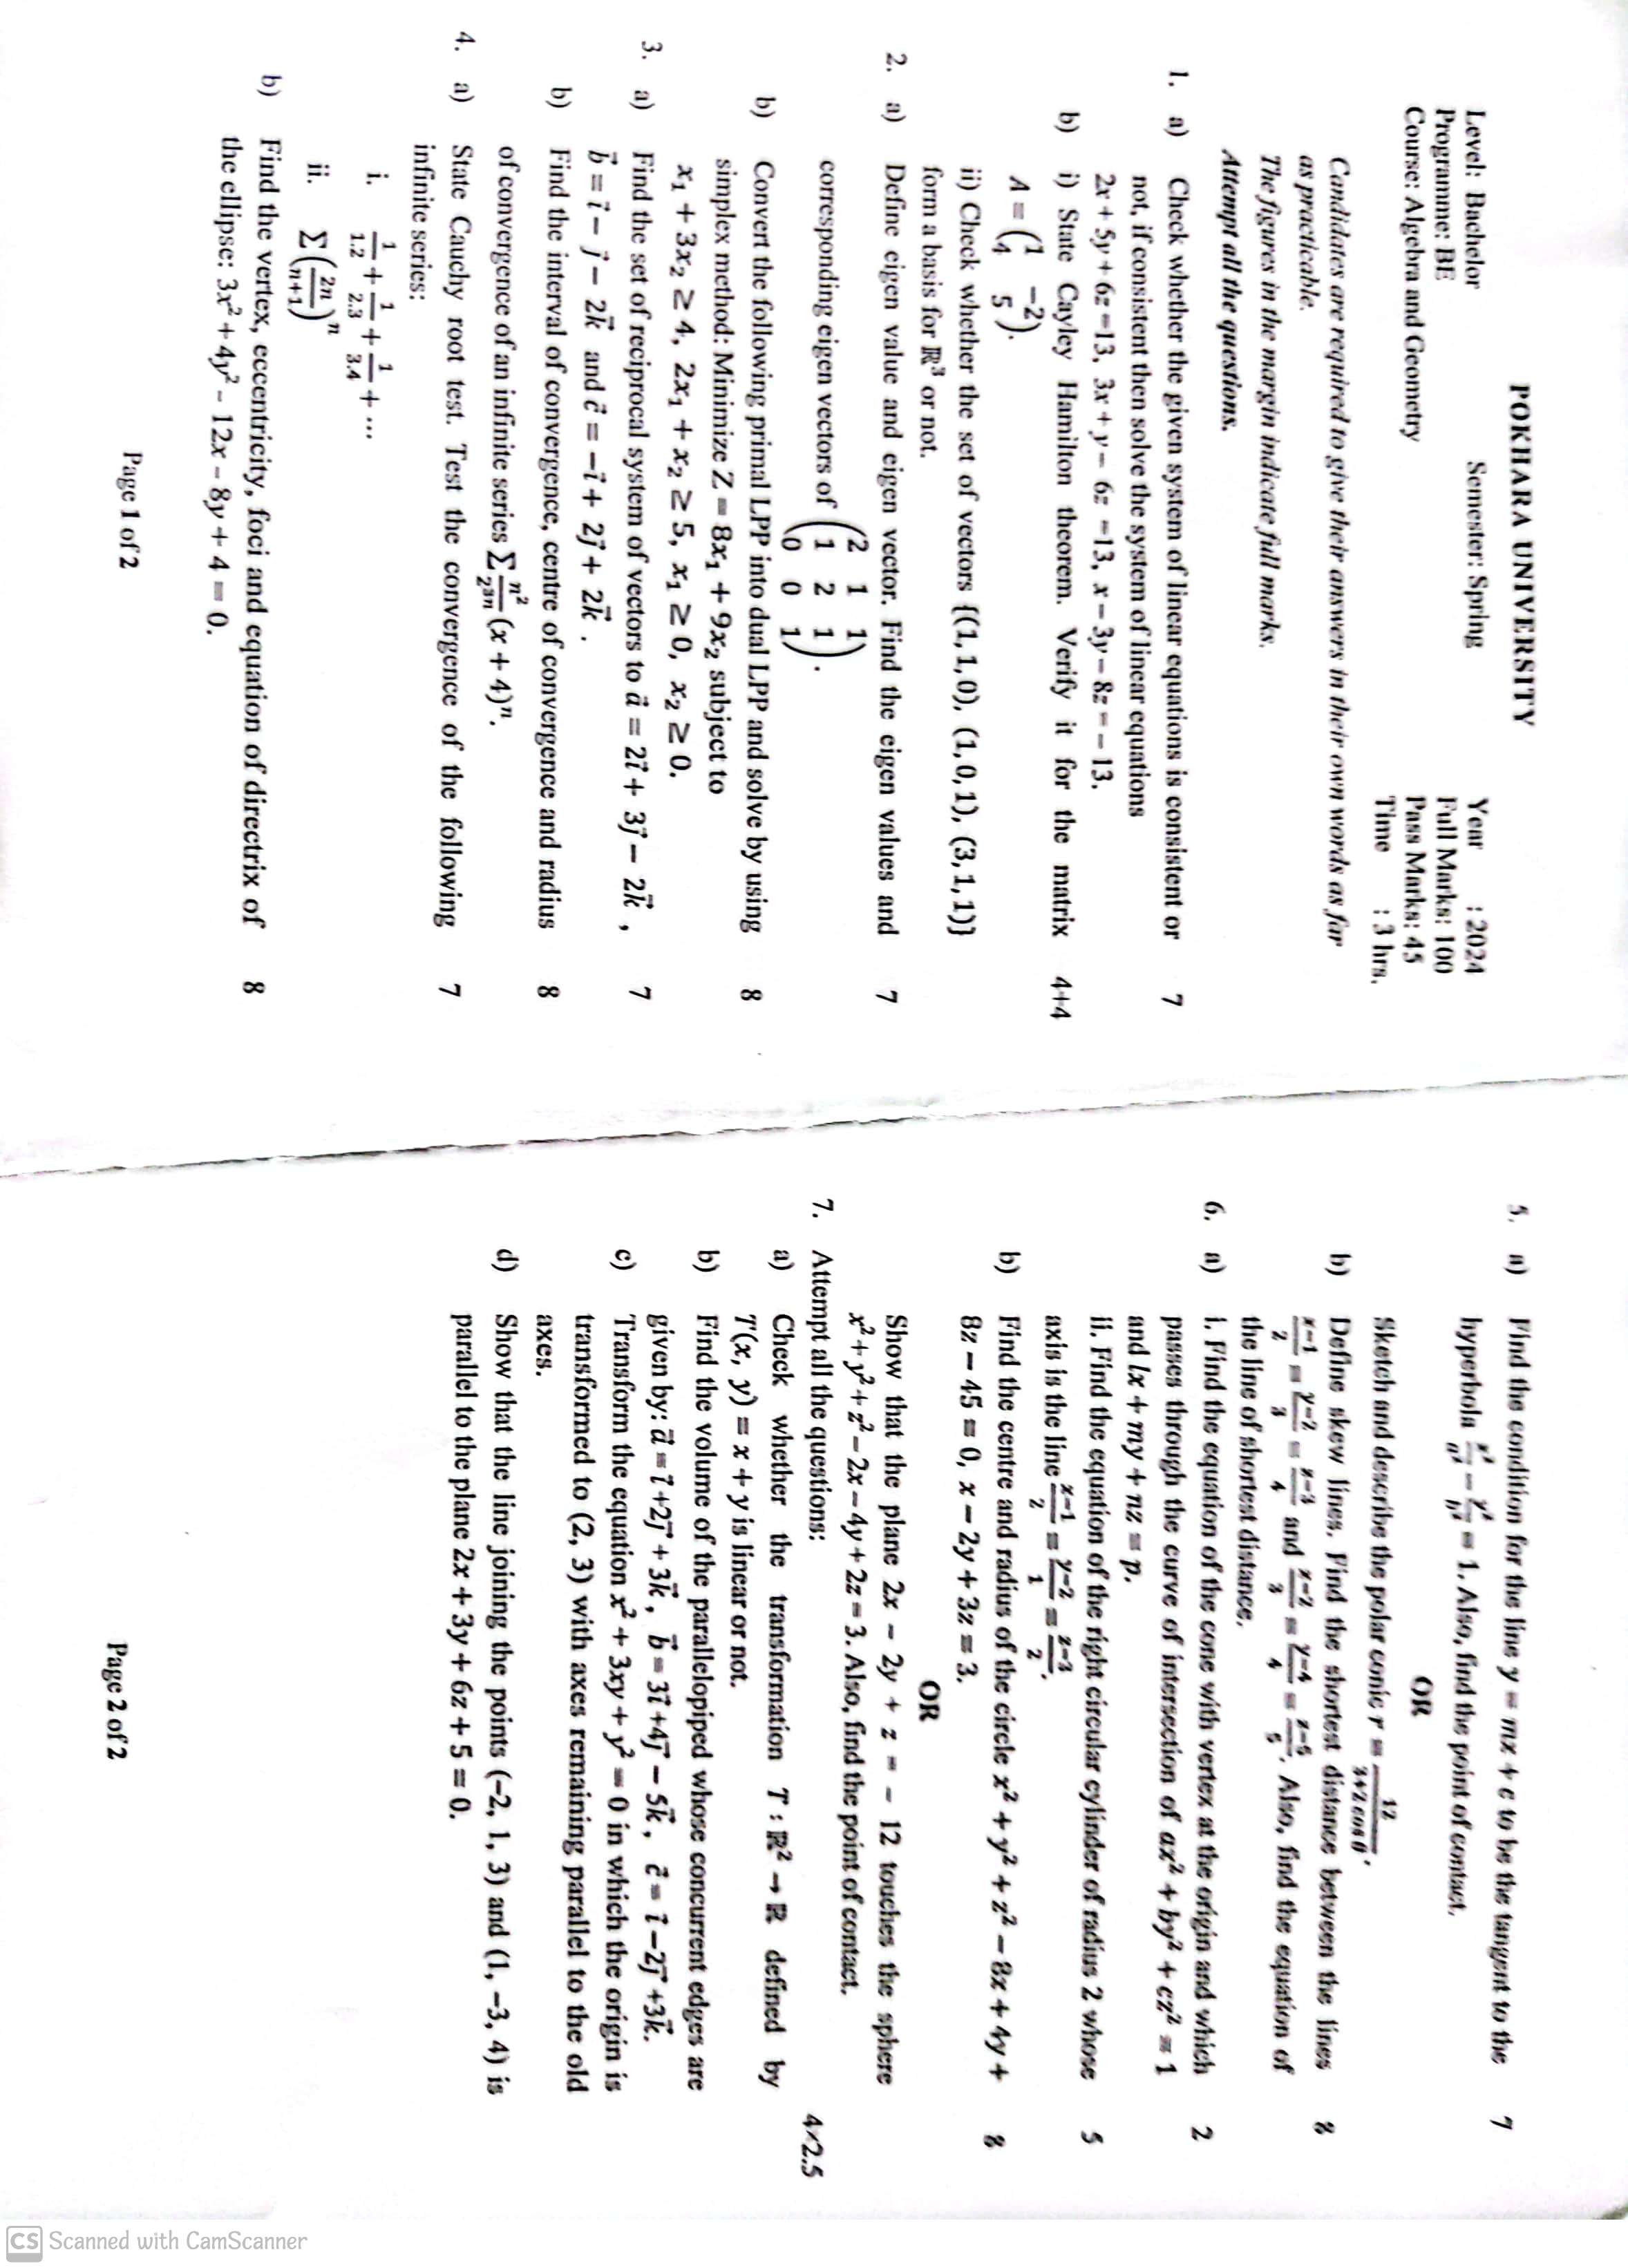 POKHARA UNIVERSITY
Level: Bachelor Semester: Spring Year : 2024
Programme: BE Full Marks: 100
Course: Algebra and Geometry Pass Marks: 45
Time : 3 hrs.
Candidates are required to give their answers in their own words as far
as practicable.
The figures in the margin indicate full marks.
Attempt all the questions.
1. a) Check whether the given system of linear equations is consistent or 7
not, if consistent then solve the system of linear equations
2x + 5y + 6z = 13, 3x + y – 6z = 13, x – 3y – 8z = – 13.
b) i) State Cayley Hamilton theorem. Verify it for the matrix 4+4
A = (1 −2; 4 5).
ii) Check whether the set of vectors {(1, 1, 0), (1, 0, 1), (3, 1, 1)}
form a basis for ℝ³ or not.
2. a) Define eigen value and eigen vector. Find the eigen values and 7
corresponding eigen vectors of (2 1 1; 1 2 1; 0 0 1).
b) Convert the following primal LPP into dual LPP and solve by using 8
simplex method: Minimize Z = 8x₁ + 9x₂ subject to
x₁ + 3x₂ ≥ 4, 2x₁ + x₂ ≥ 5, x₁ ≥ 0, x₂ ≥ 0.
3. a) Find the set of reciprocal system of vectors to a⃗ = 2i⃗ + 3j⃗ − 2k⃗ , 7
b⃗ = i⃗ − j⃗ − 2k⃗ and c⃗ = −i⃗ + 2j⃗ + 2k⃗ .
b) Find the interval of convergence, centre of convergence and radius 8
of convergence of an infinite series ∑ n²/2³ⁿ (x + 4)ⁿ.
4. a) State Cauchy root test. Test the convergence of the following 7
infinite series:
i. 1/1.2 + 1/2.3 + 1/3.4 + …
ii. ∑(2n/n+1)ⁿ
b) Find the vertex, eccentricity, foci and equation of directrix of 8
the ellipse: 3x² + 4y² – 12x – 8y + 4 = 0.
Page 1 of 2
5. a) Find the condition for the line y = mx + c to be the tangent to the 7
hyperbola x²/a² − y²/b² = 1. Also, find the point of contact.
OR
Sketch and describe the polar conic r = 12/3+2 cos θ.
b) Define skew lines. Find the shortest distance between the lines 8
x−1/2 = y−2/3 = z−3/4 and x−2/3 = y−4/4 = z−5/5. Also, find the equation of
the line of shortest distance.
6. a) i. Find the equation of the cone with vertex at the origin and which 2
passes through the curve of intersection of ax² + by² + cz² = 1
and lx + my + nz = p.
ii. Find the equation of the right circular cylinder of radius 2 whose 5
axis is the line x−1/2 = y−2/1 = z−3/2.
b) Find the centre and radius of the circle x² + y² + z² − 8x + 4y + 8
8z − 45 = 0, x − 2y + 3z = 3.
OR
Show that the plane 2x – 2y + z = – 12 touches the sphere
x² + y² + z² – 2x – 4y + 2z = 3. Also, find the point of contact.
7. Attempt all the questions: 4×2.5
a) Check whether the transformation T : ℝ² → ℝ defined by
T(x, y) = x + y is linear or not.
b) Find the volume of the parallelopiped whose concurrent edges are
given by: a⃗ = i⃗ +2j⃗ +3k⃗ , b⃗ = 3i⃗ +4j⃗ − 5k⃗ , c⃗ = i⃗ −2j⃗ +3k⃗.
c) Transform the equation x² + 3xy + y² = 0 in which the origin is
transformed to (2, 3) with axes remaining parallel to the old
axes.
d) Show that the line joining the points (–2, 1, 3) and (1, –3, 4) is
parallel to the plane 2x + 3y + 6z + 5 = 0.
Page 2 of 2
CS Scanned with CamScanner